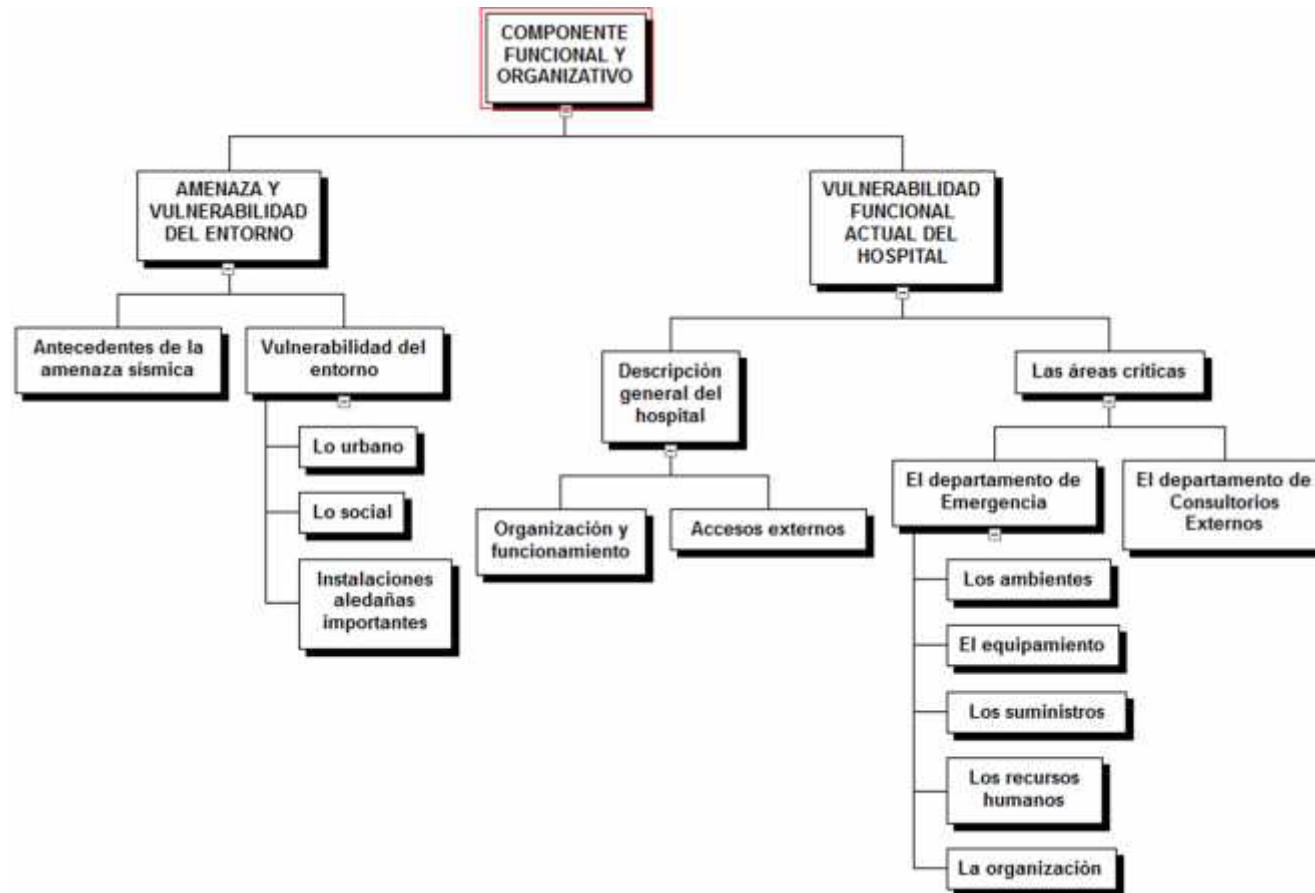 COMPONENTE
FUNCIONAL Y
ORGANIZATIVO
AMENAZA Y
VULNERABILIDAD
DEL ENTORNO
VULNERABILIDAD
FUNCIONAL
ACTUAL DEL
HOSPITAL
Antecedentes de la
amenaza sísmica
Vulnerabilidad del
entorno
Lo urbano
Lo social
Instalaciones
aledañas
importantes
Descripción
general del
hospital
Organización y
funcionamiento
Accesos externos
Las áreas críticas
El departamento de
Emergencia
Los ambientes
El equipamiento
Los suministros
Los recursos
humanos
La organización
El departamento de
Consultorios
Externos